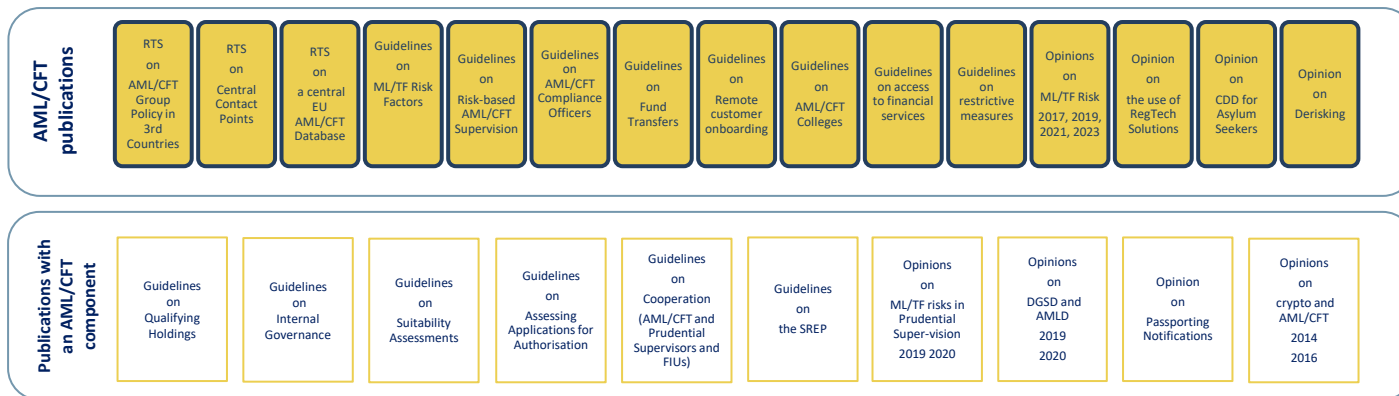 AML/CFT
publications
RTS
on
AML/CFT
Group
Policy in
3rd
Countries
RTS
on
Central
Contact
Points
RTS
on
a central
EU
AML/CFT
Database
Guidelines
on
ML/TF Risk
Factors
Guidelines
on
Risk-based
AML/CFT
Supervision
Guidelines
on
AML/CFT
Compliance
Officers
Guidelines
on
Fund
Transfers
Guidelines
on
Remote
customer
onboarding
Guidelines
on
AML/CFT
Colleges
Guidelines
on access
to financial
services
Guidelines
on
restrictive
measures
Opinions
on
ML/TF Risk
2017, 2019,
2021, 2023
Opinion
on
the use of
RegTech
Solutions
Opinion
on
CDD for
Asylum
Seekers
Opinion
on
Derisking
Publications with
an AML/CFT
component
Guidelines
on
Qualifying
Holdings
Guidelines
on
Internal
Governance
Guidelines
on
Suitability
Assessments
Guidelines
on
Assessing
Applications for
Authorisation
Guidelines
on
Cooperation
(AML/CFT and
Prudential
Supervisors and
FIUs)
Guidelines
on
the SREP
Opinions
on
ML/TF risks in
Prudential
Super-vision
2019 2020
Opinions
on
DGSD and
AMLD
2019
2020
Opinion
on
Passporting
Notifications
Opinions
on
crypto and
AML/CFT
2014
2016